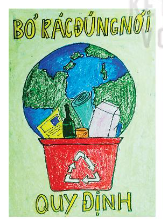 BỎ RÁC ĐÚNG NƠI
QUY ĐỊNH